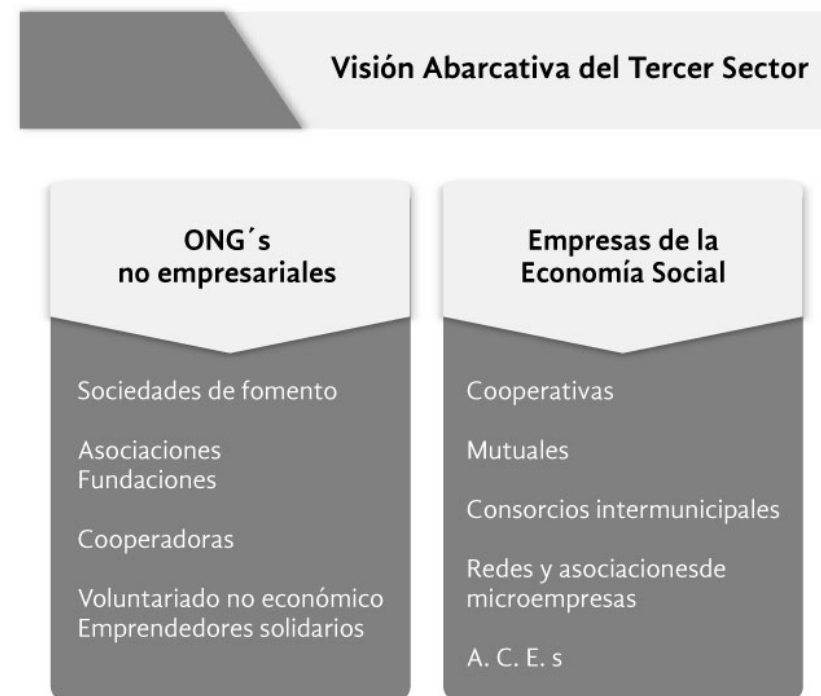 Visión Abarcativa del Tercer Sector
ONG´s
no empresariales
Sociedades de fomento
Asociaciones
Fundaciones
Cooperadoras
Voluntariado no económico
Emprendedores solidarios
Empresas de la
Economía Social
Cooperativas
Mutuales
Consorcios intermunicipales
Redes y asociacionesde
microempresas
A. C. E. s